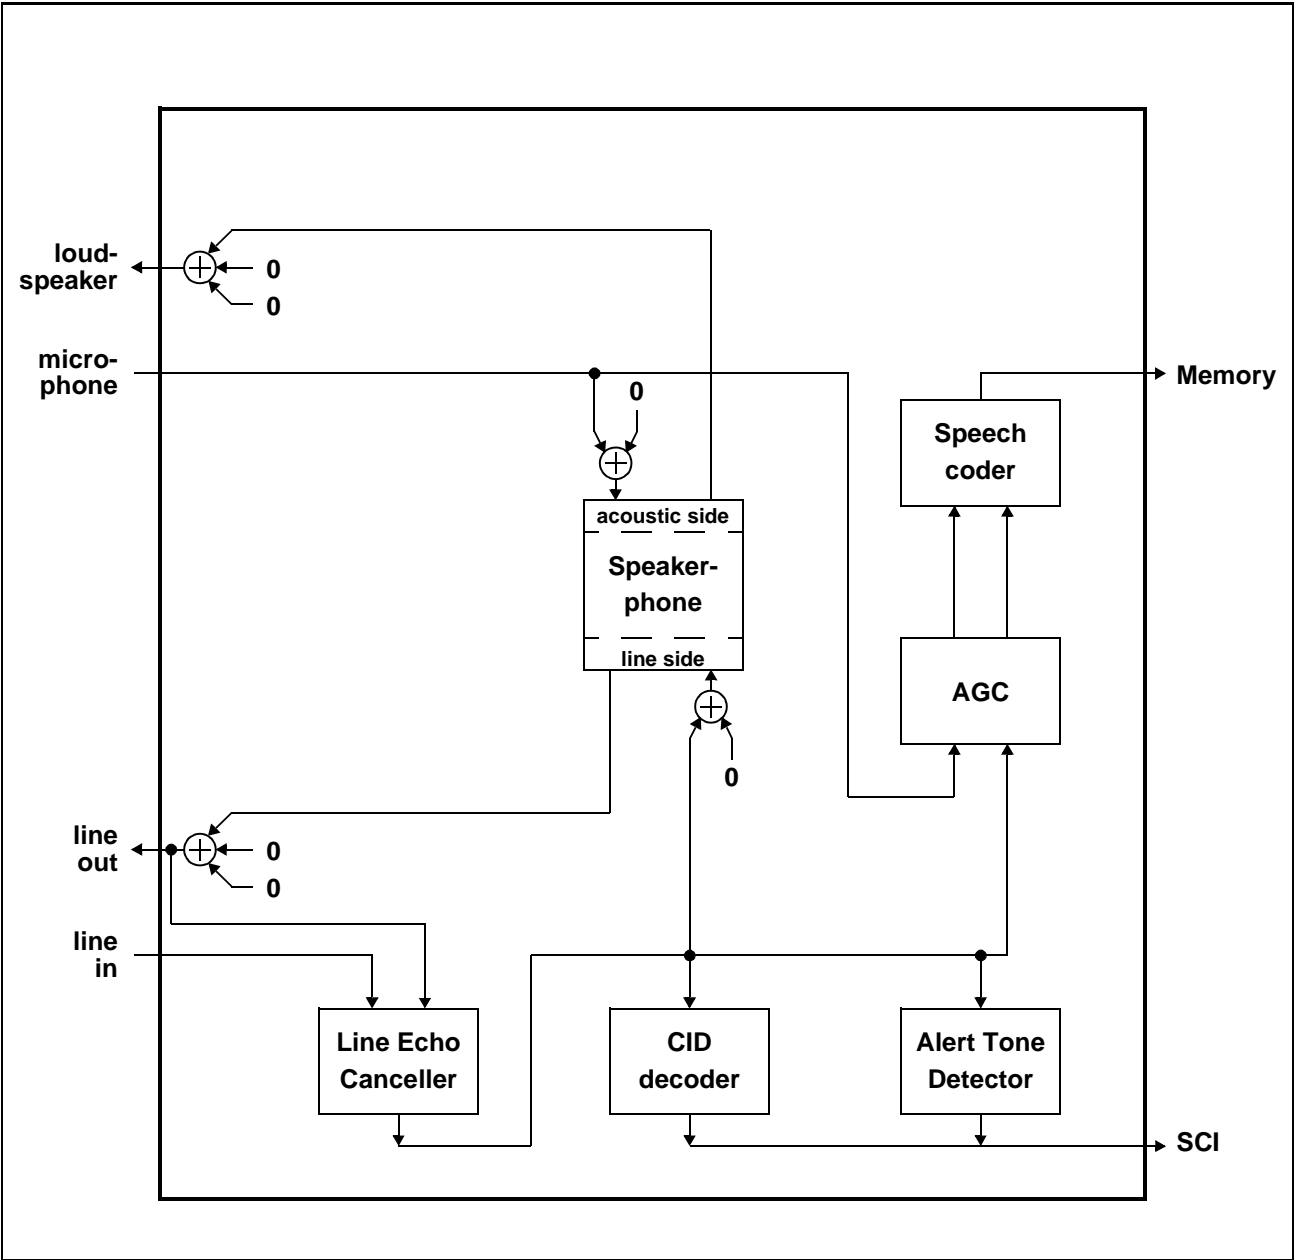 loud-
speaker
0
0
micro-
phone
0
Memory
Speech
coder
acoustic side
Speaker-
phone
line side
AGC
0
line
out
0
0
line
in
Line Echo
Canceller
CID
decoder
Alert Tone
Detector
SCI